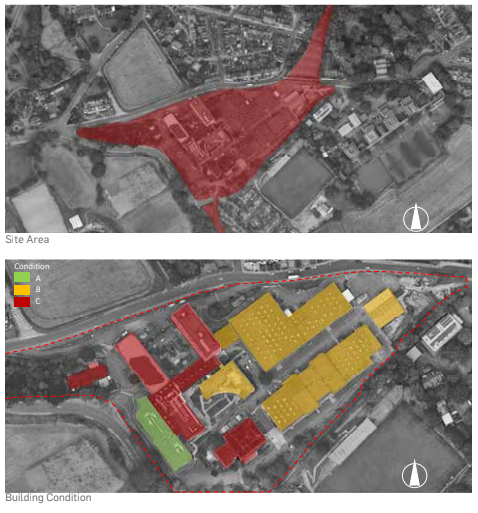 Site Area
Condition
A
B
C
Building Condition